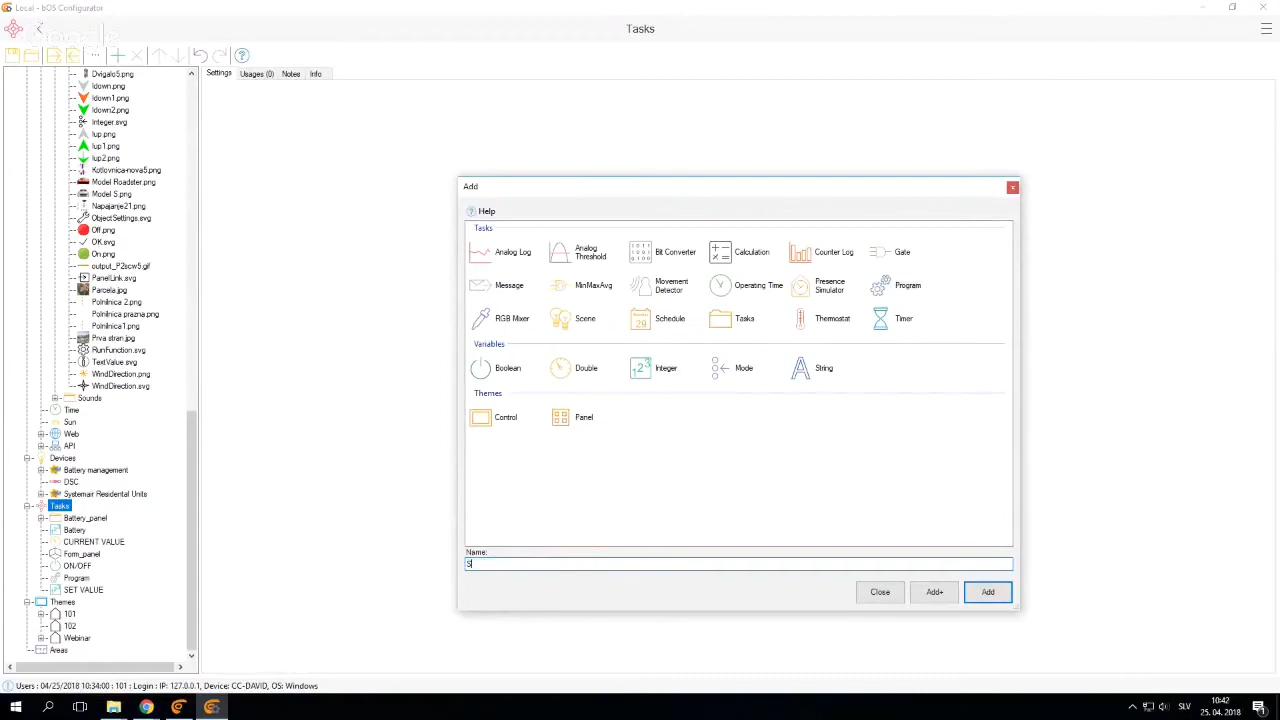 Local - bOS Configurator
Tasks
Settings
Usages (0)
Notes
Info
Dvigalo5.png
Idown.png
Idown1.png
Idown2.png
Integer.svg
Iup.png
Iup1.png
Iup2.png
Kotlovnica-nova5.png
Model Roadster.png
Model S.png
Napajanje21.png
ObjectSettings.svg
Off.png
OK.svg
On.png
output_P2scw5.gif
PanelLink.svg
Parcela.jpg
Polnilnica 2.png
Polnilnica prazna.png
Polnilnica1.png
Prva stran.jpg
RunFunction.svg
TextValue.svg
WindDirection.png
WindDirection.svg
Sounds
Time
Sun
Web
API
Devices
Battery management
DSC
Systemair Residental Units
Tasks
Battery_panel
Battery
CURRENT VALUE
Form_panel
ON/OFF
Program
SET VALUE
Themes
101
102
Webinar
Areas
Add
Help
Tasks
Analog Log
Analog Threshold
Bit Converter
Calculation
Counter Log
Gate
Message
MinMaxAvg
Movement Detector
Operating Time
Presence Simulator
Program
RGB Mixer
Scene
Schedule
Tasks
Thermostat
Timer
Variables
Boolean
Double
Integer
Mode
String
Themes
Control
Panel
Name:
S
Close
Add+
Add
Users : 04/25/2018 10:34:00 : 101 : Login : IP: 127.0.0.1, Device: CC-DAVID, OS: Windows
SLV
10:42
25. 04. 2018